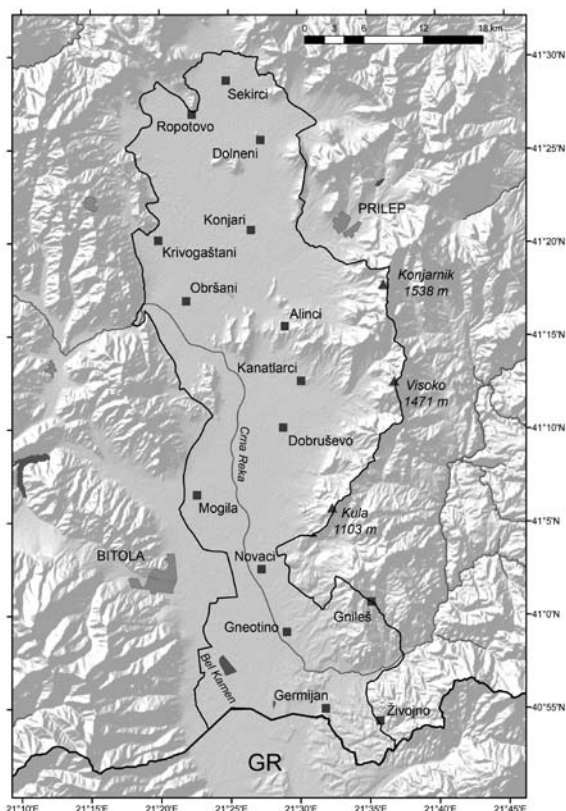 0 3 6 12 18 km
41°30'N
Sekirci
Ropotovo
41°25'N
Dolneni
PRILEP
Konjari
41°20'N
Krivogaštani
Konjarnik
1538 m
Obršani
Alinci
41°15'N
Kanatlarci
Visoko
1471 m
Crna Reka
Dobruševo
41°10'N
Mogila
Kula
1103 m
41°5'N
BITOLA
Novaci
Gnileš
41°0'N
Gneotino
Bel Kamen
Germijan
Živojno
40°55'N
GR
21°10'E 21°15'E 21°20'E 21°25'E 21°30'E 21°35'E 21°40'E 21°45'E